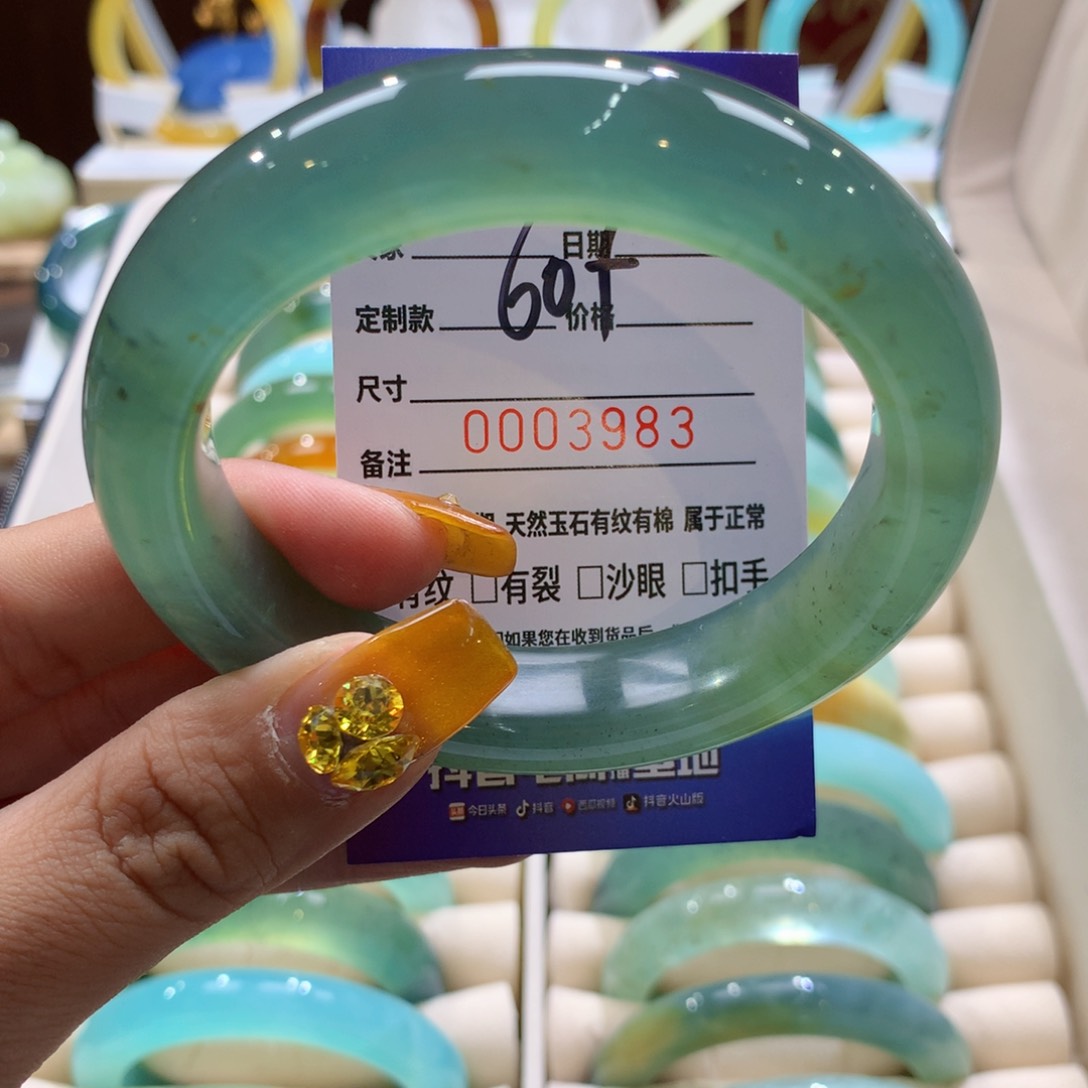 60+
日期
定制款 价格
尺寸
0003983
备注
天然玉石有纹有棉 属于正常
有纹 □有裂 □沙眼 □扣手
如果您在收到货品后
今日头条 抖音 西瓜视频 抖音火山版